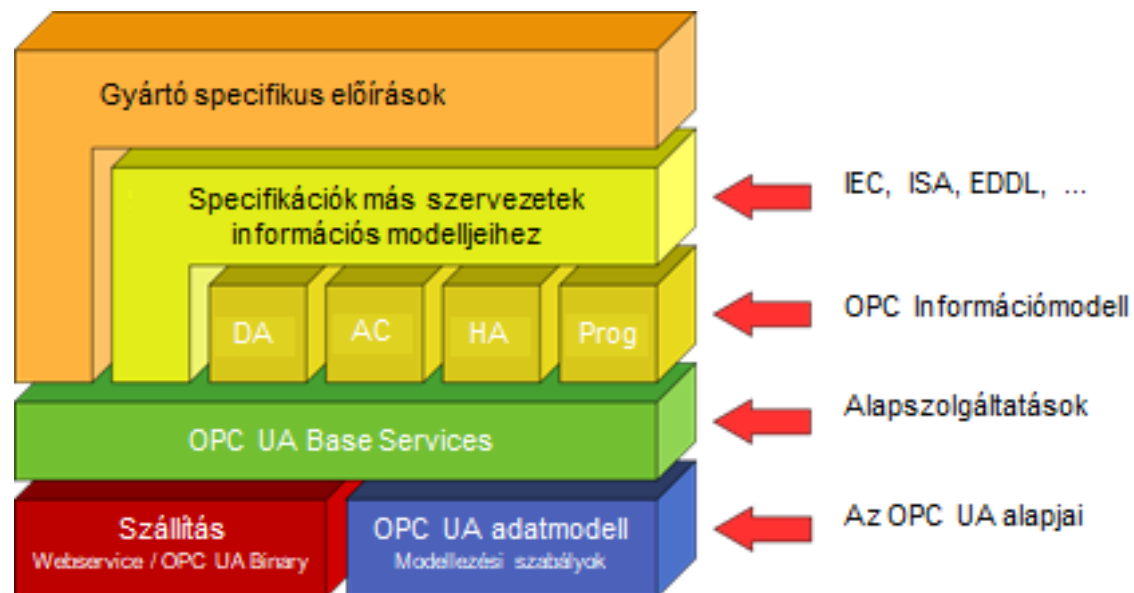 Gyártó specifikus előírások
Specifikációk más szervezetek
információs modelljeihez
IEC, ISA, EDDL, ...
DA AC HA Prog
OPC Információmodell
OPC UA Base Services
Alapszolgáltatások
Szállítás
Webservice / OPC UA Binary
OPC UA adatmodell
Modellezési szabályok
Az OPC UA alapjai